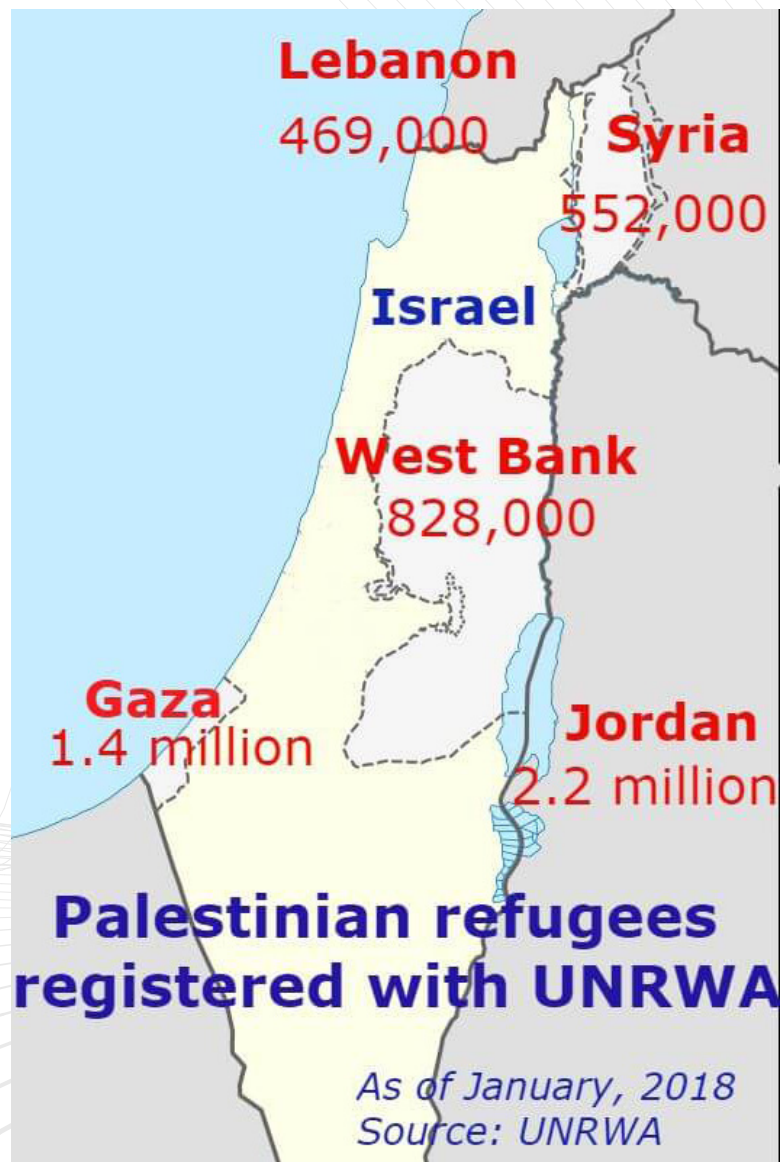 Lebanon
469,000
Syria
552,000
Israel
West Bank
828,000
Gaza
1.4 million
Jordan
2.2 million
Palestinian refugees
registered with UNRWA
As of January, 2018
Source: UNRWA